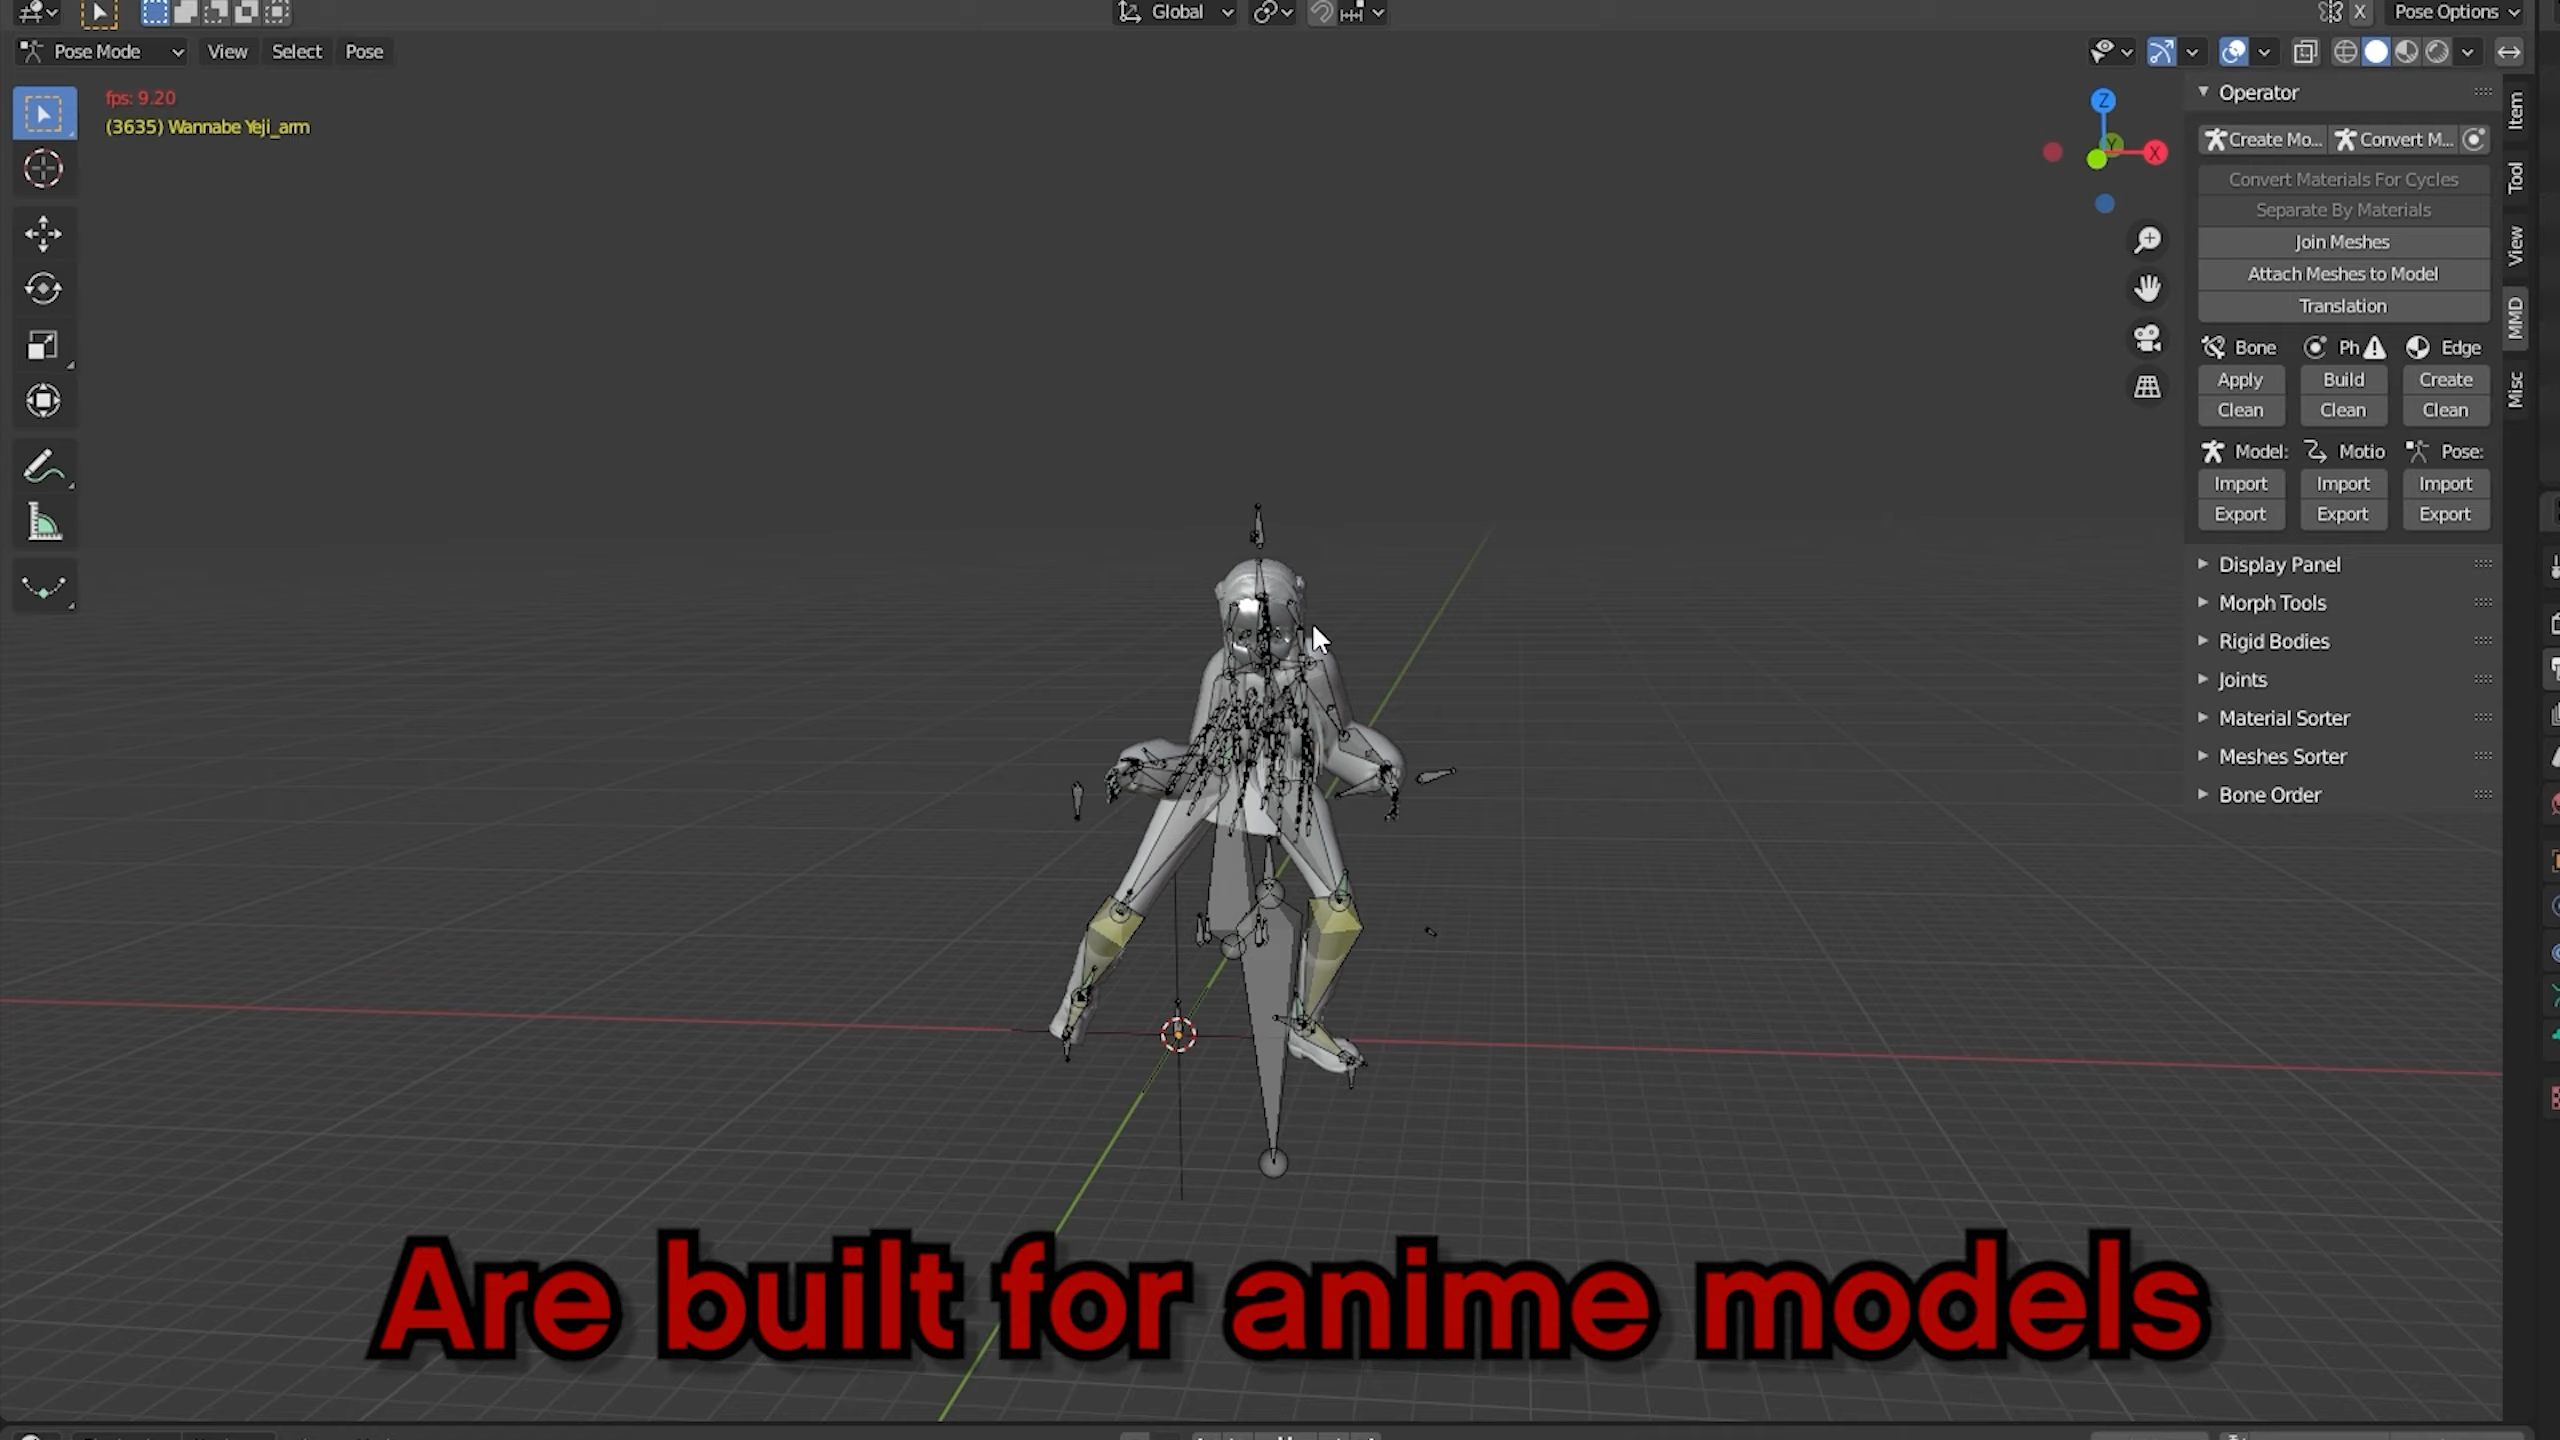 Global
X
Pose Options
Pose Mode
View
Select
Pose
fps: 9.20
(3635) Wannabe Yeji_arm
Z
Y
X
Operator
Create Mo...
Convert M...
Convert Materials For Cycles
Separate By Materials
Join Meshes
Attach Meshes to Model
Translation
Bone
Ph
Edge
Apply
Build
Create
Clean
Clean
Clean
Model:
Motio
Pose:
Import
Import
Import
Export
Export
Export
Display Panel
Morph Tools
Rigid Bodies
Joints
Material Sorter
Meshes Sorter
Bone Order
Item
Tool
View
MMD
Misc
Are built for anime models